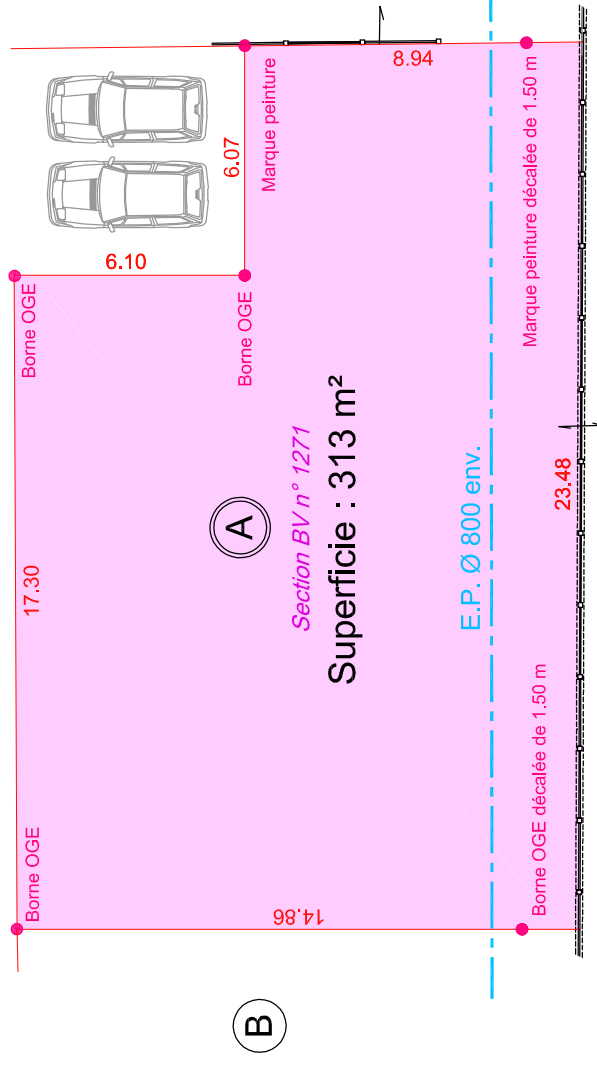 8.94
Marque peinture
6.07
Marque peinture décalée de 1.50 m
6.10
Borne OGE
Borne OGE
A
Section BV n° 1271
Superficie : 313 m²
17.30
E.P. Ø 800 env.
23.48
Borne OGE
14.86
Borne OGE décalée de 1.50 m
B